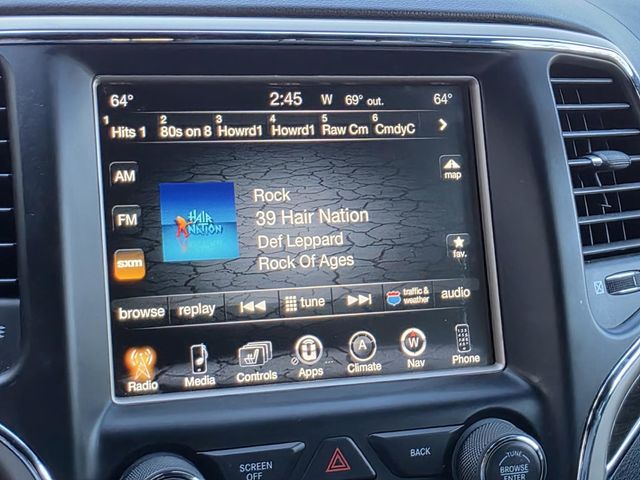 64° 2:45 W 69° out. 64°
1 Hits 1 2 80s on 8 3 Howrd1 4 Howrd1 5 Raw Cm 6 CmdyC
AM
map
Rock
HAIR NATION
39 Hair Nation
FM
Def Leppard
fav.
sxm
Rock Of Ages
browse replay tune traffic & weather audio
A W
Radio Media Controls Apps Climate Nav Phone
SCREEN OFF
BACK
TUNE
BROWSE
ENTER